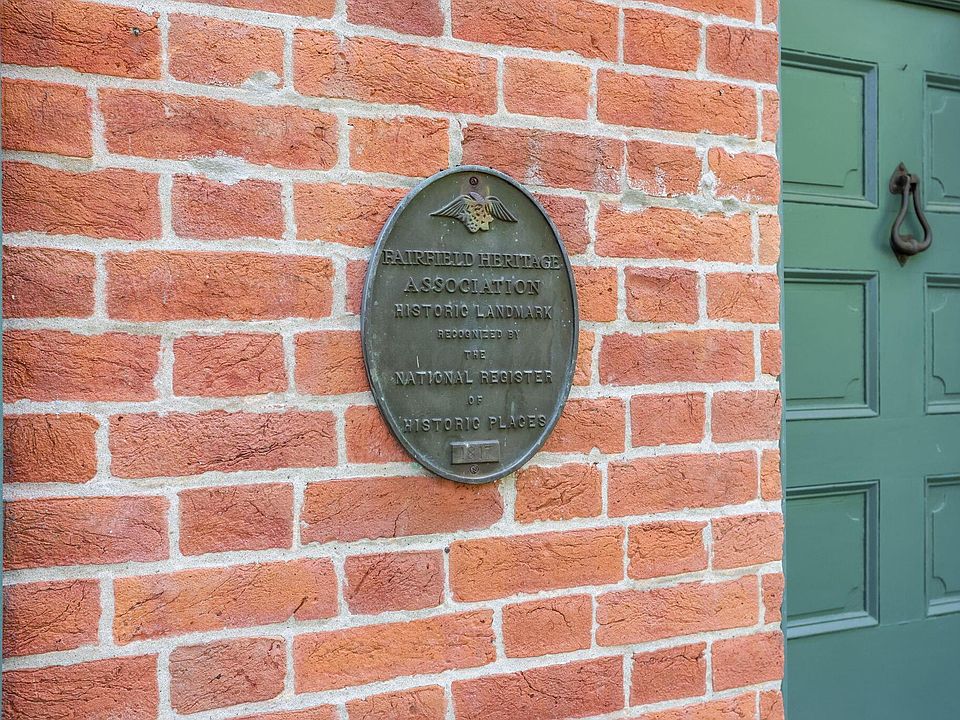 FAIRFIELD HERITAGE
ASSOCIATION
HISTORIC LANDMARK
RECOGNIZED BY
THE
NATIONAL REGISTER
OF
HISTORIC PLACES
1817